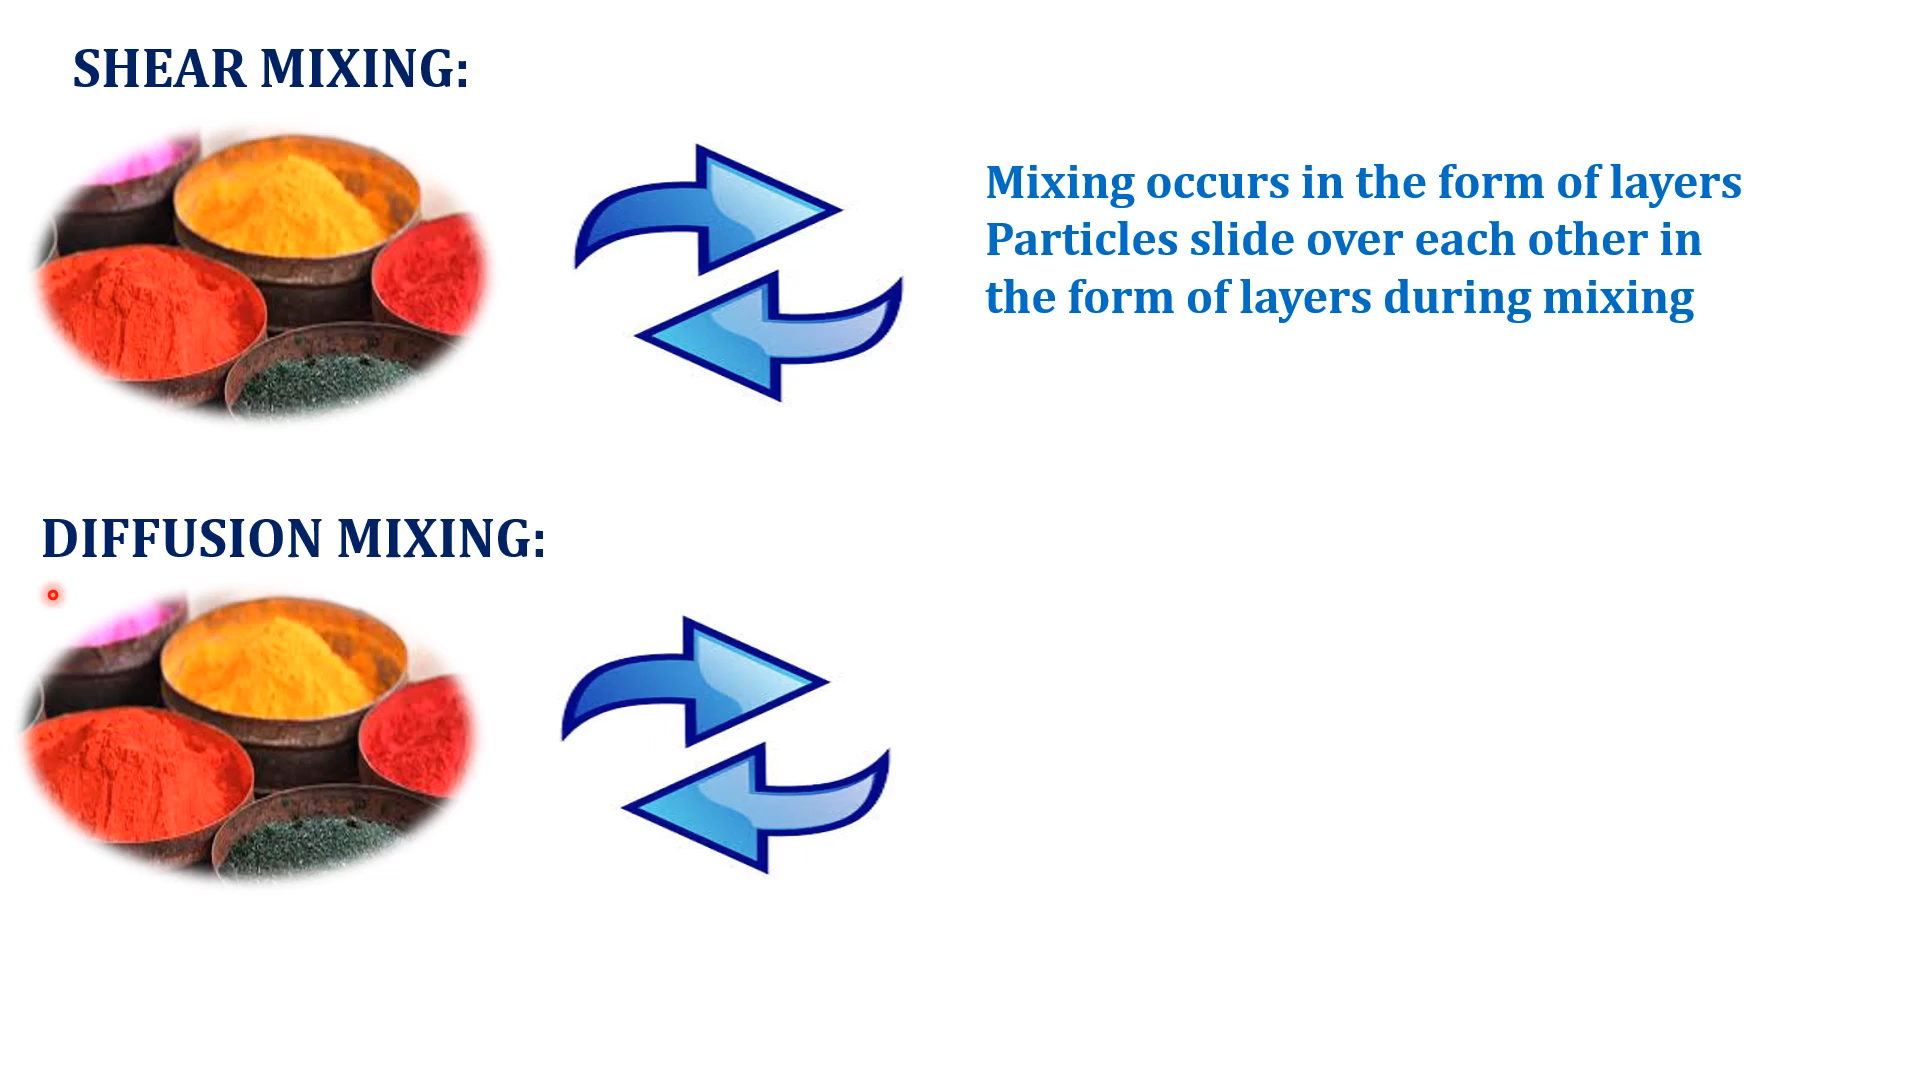 SHEAR MIXING:
Mixing occurs in the form of layers
Particles slide over each other in
the form of layers during mixing
DIFFUSION MIXING: